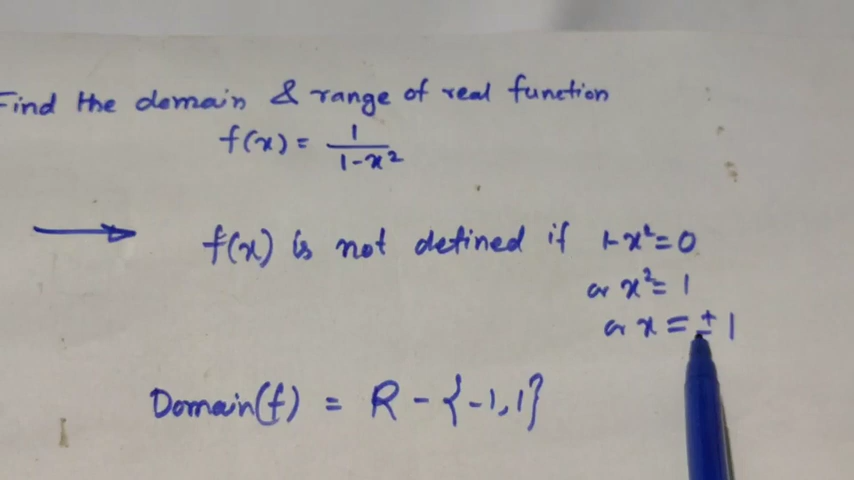 Find the domain & range of real function
f(x) = 1/(1-x²)
f(x) is not defined if 1-x²=0
or x²= 1
or x = ± 1
Domain(f) = R - {-1,1}